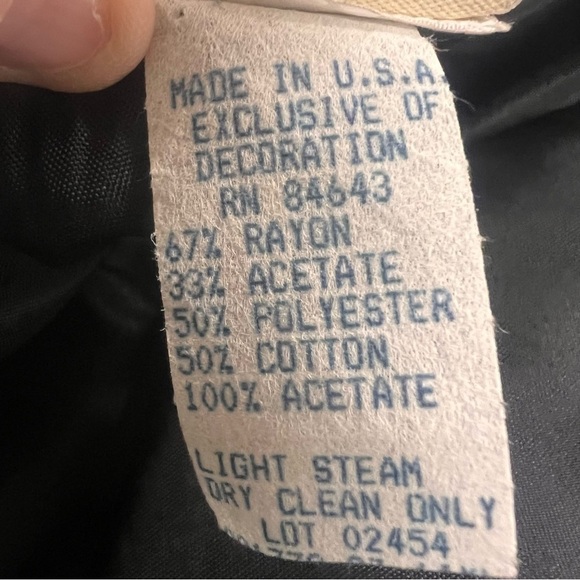 MADE IN U.S.A.
EXCLUSIVE OF
DECORATION
RN 84643
67% RAYON
33% ACETATE
50% POLYESTER
50% COTTON
100% ACETATE
LIGHT STEAM
DRY CLEAN ONLY
LOT 02454